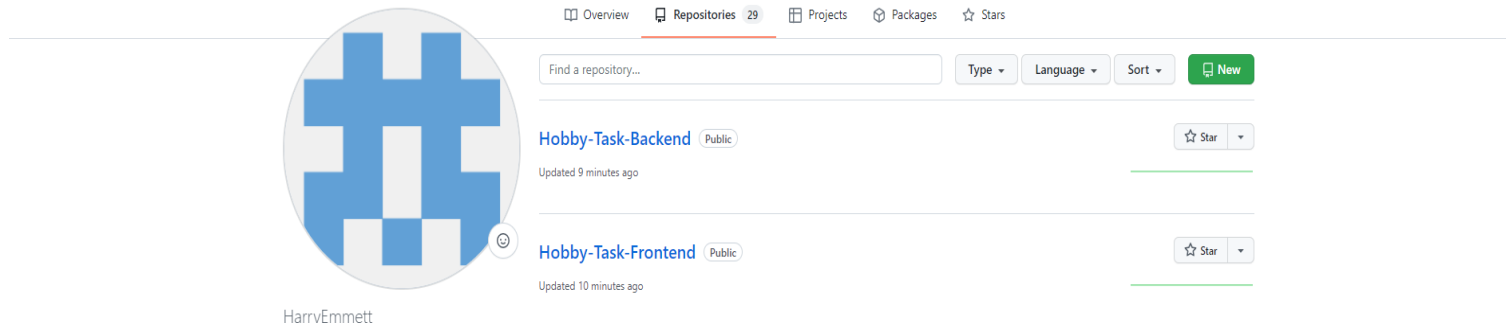 Overview Repositories 29 Projects Packages Stars
Find a repository... Type Language Sort New
Hobby-Task-Backend Public Star
Updated 9 minutes ago
Hobby-Task-Frontend Public Star
Updated 10 minutes ago
HarryEmmett